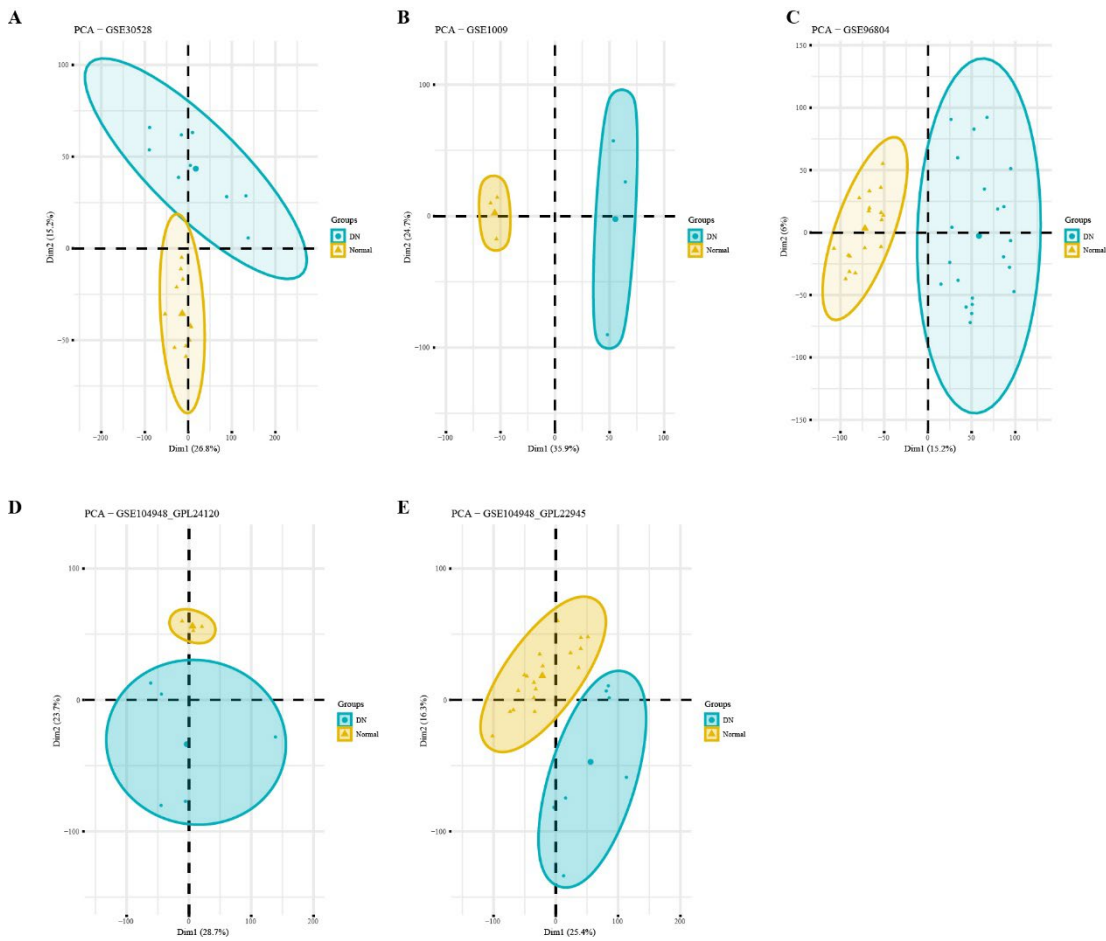 A
PCA − GSE30528
50
0
−50
Dim2 (15.2%)
−200
−100
0
100
200
Dim1 (26.8%)
Groups
DN
Normal
B
PCA − GSE1009
100
0
−100
Dim2 (24.7%)
−100
−50
0
50
100
Dim1 (35.9%)
Groups
DN
Normal
C
PCA − GSE96804
150
100
50
0
−50
−100
−150
Dim2 (6%)
−100
−50
0
50
100
Dim1 (15.2%)
Groups
DN
Normal
D
PCA − GSE104948_GPL24120
100
0
−100
Dim2 (23.7%)
−100
0
100
200
Dim1 (28.7%)
Groups
DN
Normal
E
PCA − GSE104948_GPL22945
100
0
−100
Dim2 (16.3%)
−100
0
100
200
Dim1 (25.4%)
Groups
DN
Normal